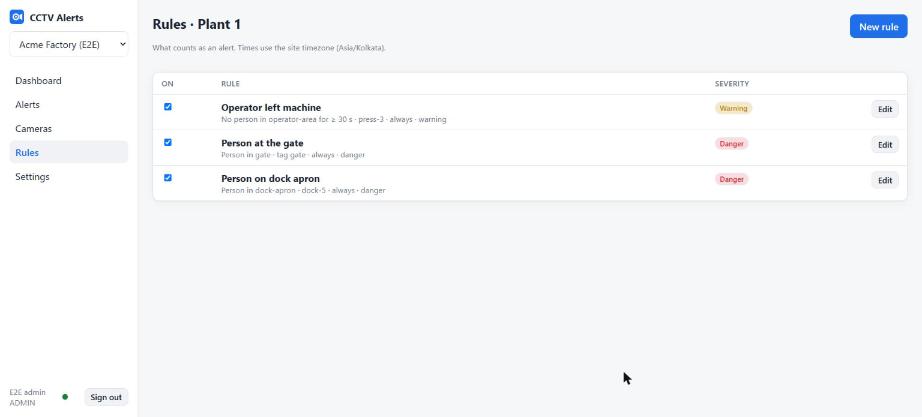 CCTV Alerts
Acme Factory (E2E)
Dashboard
Alerts
Cameras
Rules
Settings
E2E admin
ADMIN
Sign out
Rules · Plant 1
New rule
What counts as an alert. Times use the site timezone (Asia/Kolkata).
ON RULE SEVERITY
Operator left machine Warning Edit
No person in operator-area for ≥ 30 s · press-3 · always · warning
Person at the gate Danger Edit
Person in gate · tag gate · always · danger
Person on dock apron Danger Edit
Person in dock-apron · dock-5 · always · danger